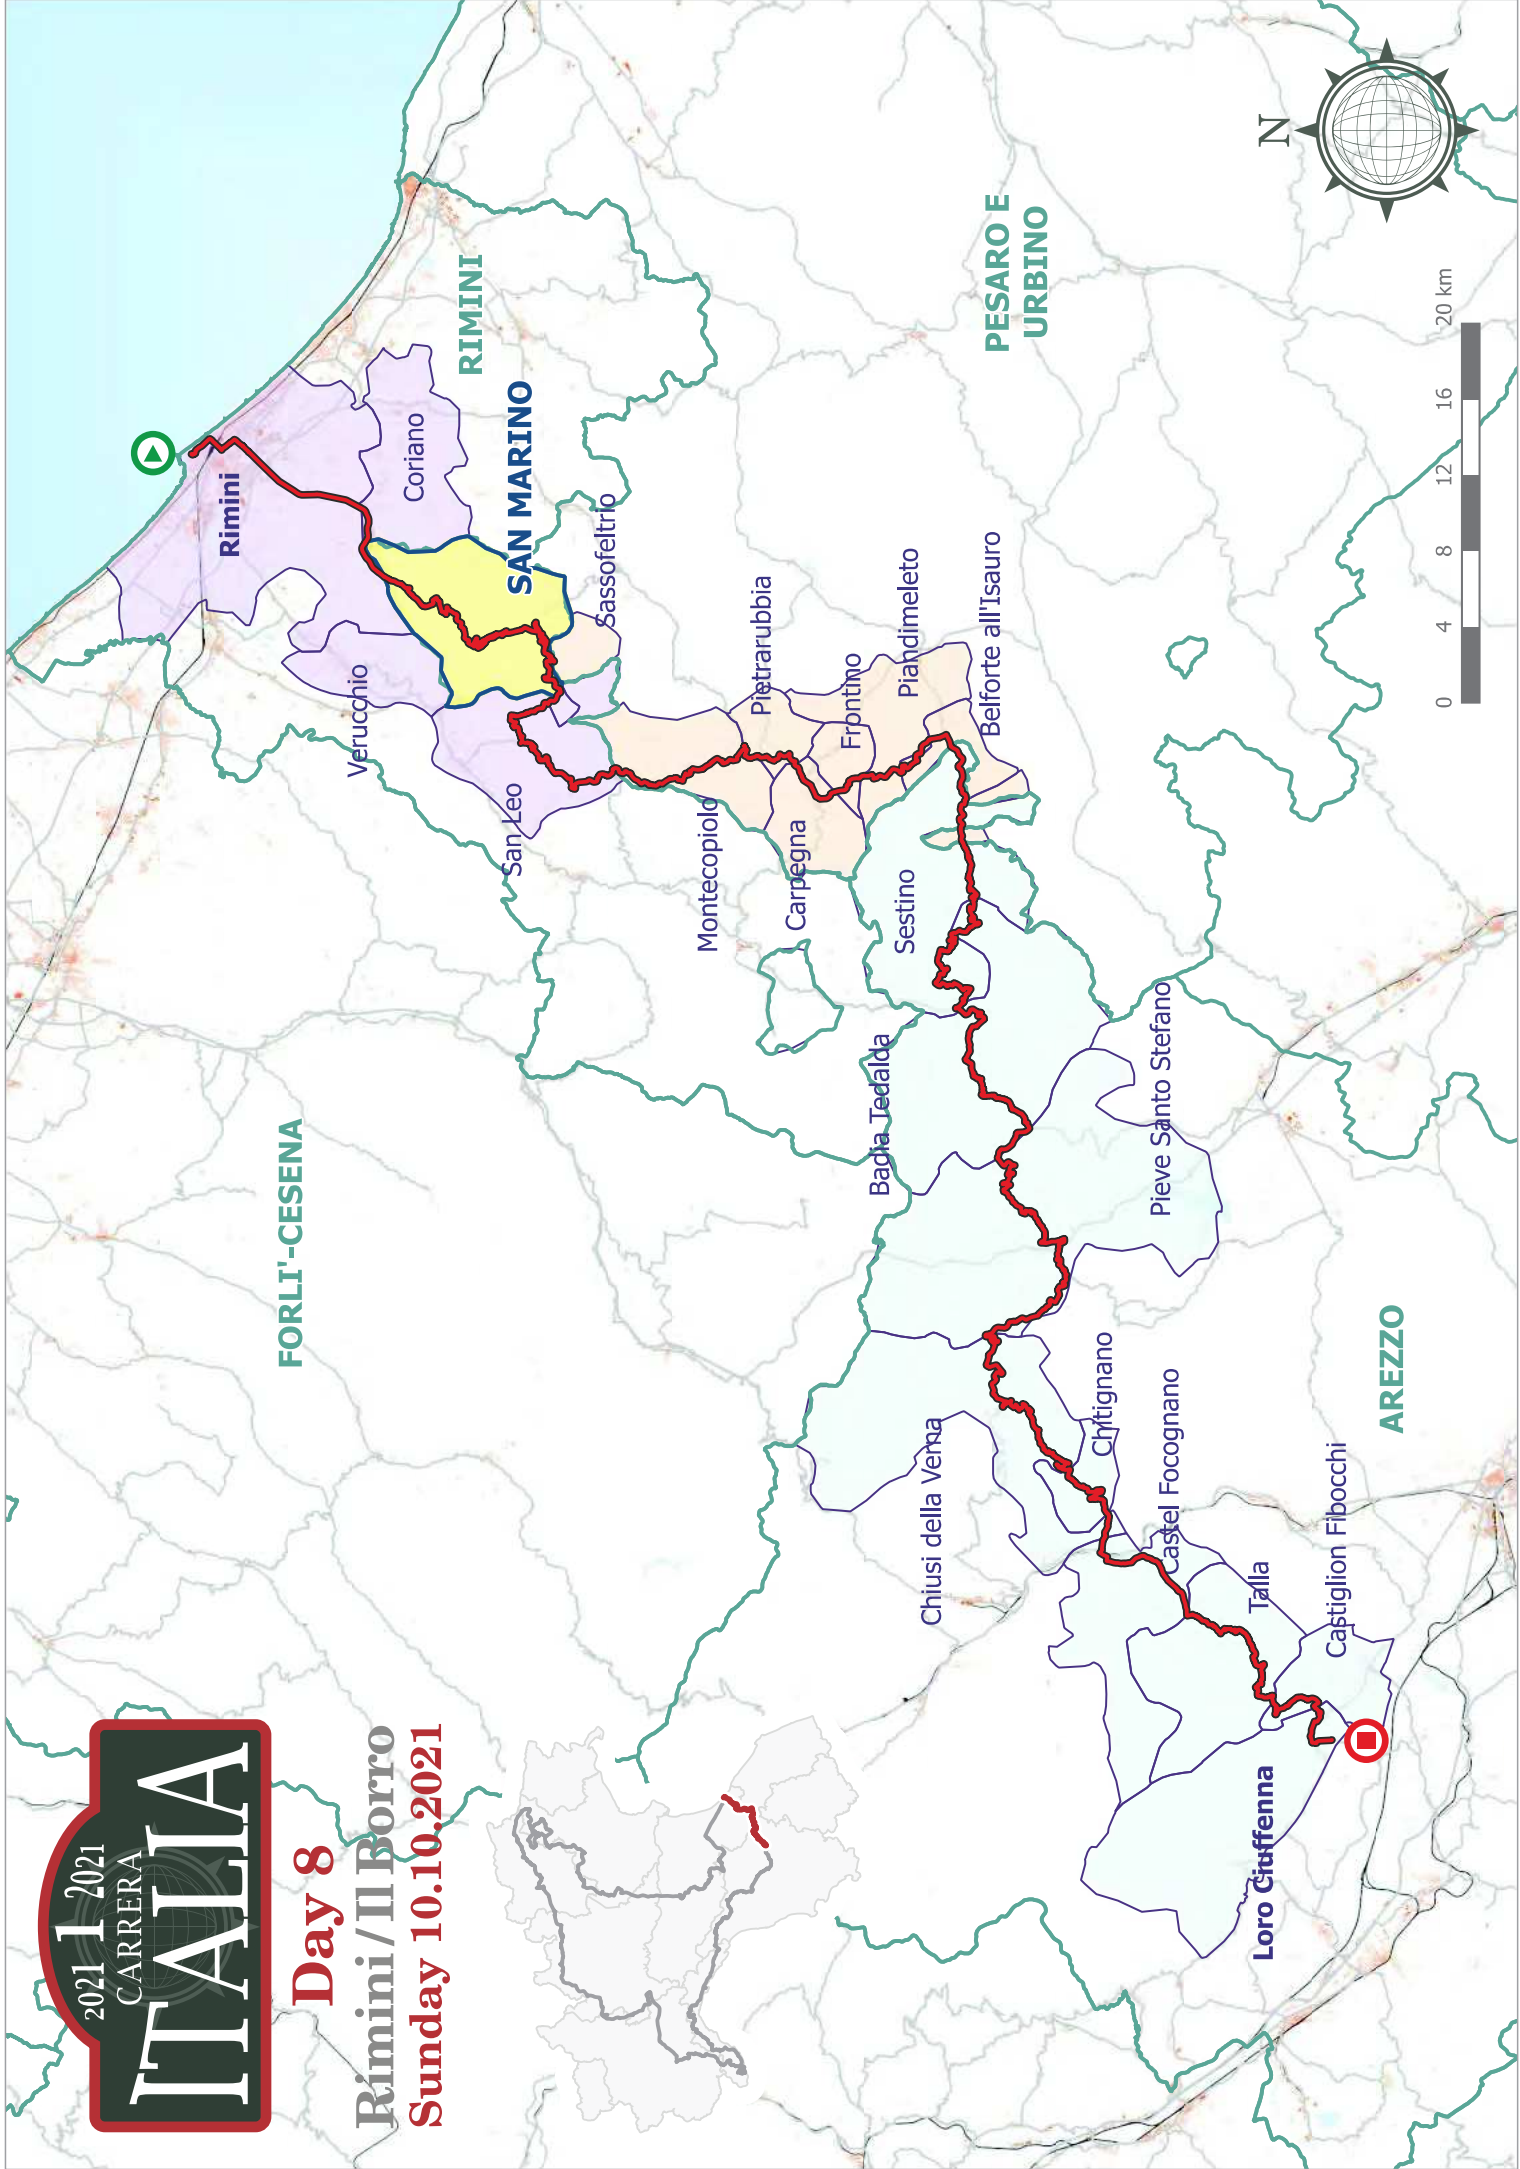 2021 1 2021
CARRERA
ITALIA
Day 8
Rimini/Il Borro
Sunday 10.10.2021
FORLI'-CESENA
RIMINI
PESARO E
URBINO
AREZZO
SAN MARINO
Rimini
Coriano
Verucchio
San Leo
Sassofeltrio
Montecopiolo
Pietrarubbia
Carpegna
Frontino
Piandimeleto
Belforte all'Isauro
Sestino
Badia Tedalda
Pieve Santo Stefano
Chiusi della Verna
Chitignano
Castel Focognano
Talla
Castiglion Fibocchi
Loro Ciuffenna
N
0 4 8 12 16 20 km